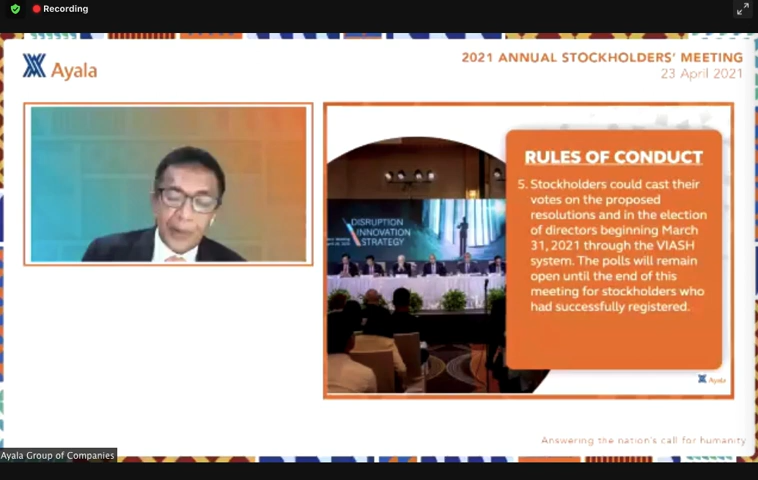 Recording
Ayala
2021 ANNUAL STOCKHOLDERS' MEETING
23 April 2021
RULES OF CONDUCT
5. Stockholders could cast their
votes on the proposed
resolutions and in the election
of directors beginning March
31, 2021 through the VIASH
system. The polls will remain
open until the end of this
meeting for stockholders who
had successfully registered.
DISRUPTION
INNOVATION
STRATEGY
Ayala
Answering the nation's call for humanity
Ayala Group of Companies